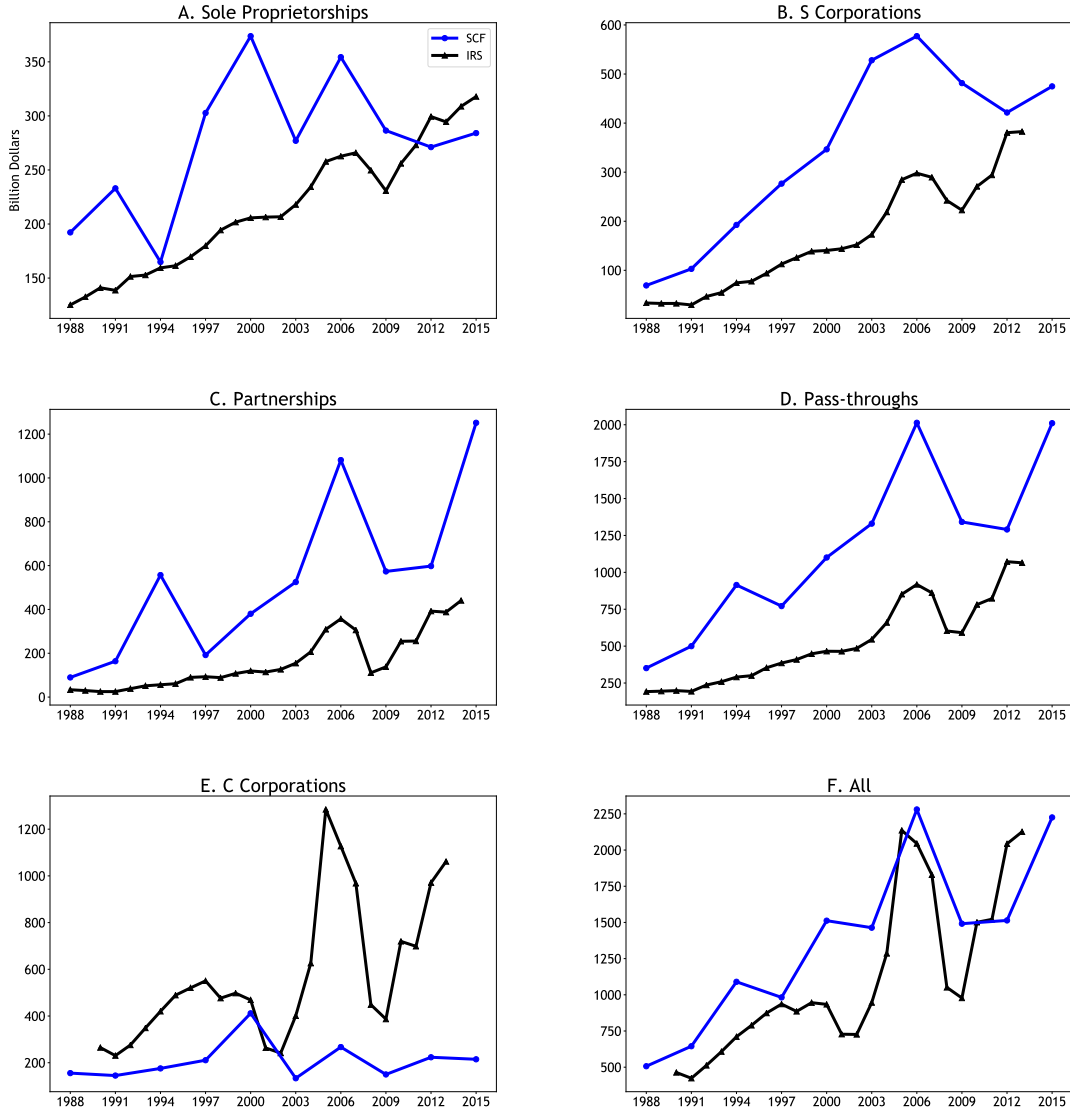 A. Sole Proprietorships
SCF
IRS
Billion Dollars
350
300
250
200
150
1988 1991 1994 1997 2000 2003 2006 2009 2012 2015
B. S Corporations
600
500
400
300
200
100
1988 1991 1994 1997 2000 2003 2006 2009 2012 2015
C. Partnerships
1200
1000
800
600
400
200
0
1988 1991 1994 1997 2000 2003 2006 2009 2012 2015
D. Pass-throughs
2000
1750
1500
1250
1000
750
500
250
1988 1991 1994 1997 2000 2003 2006 2009 2012 2015
E. C Corporations
1200
1000
800
600
400
200
1988 1991 1994 1997 2000 2003 2006 2009 2012 2015
F. All
2250
2000
1750
1500
1250
1000
750
500
1988 1991 1994 1997 2000 2003 2006 2009 2012 2015